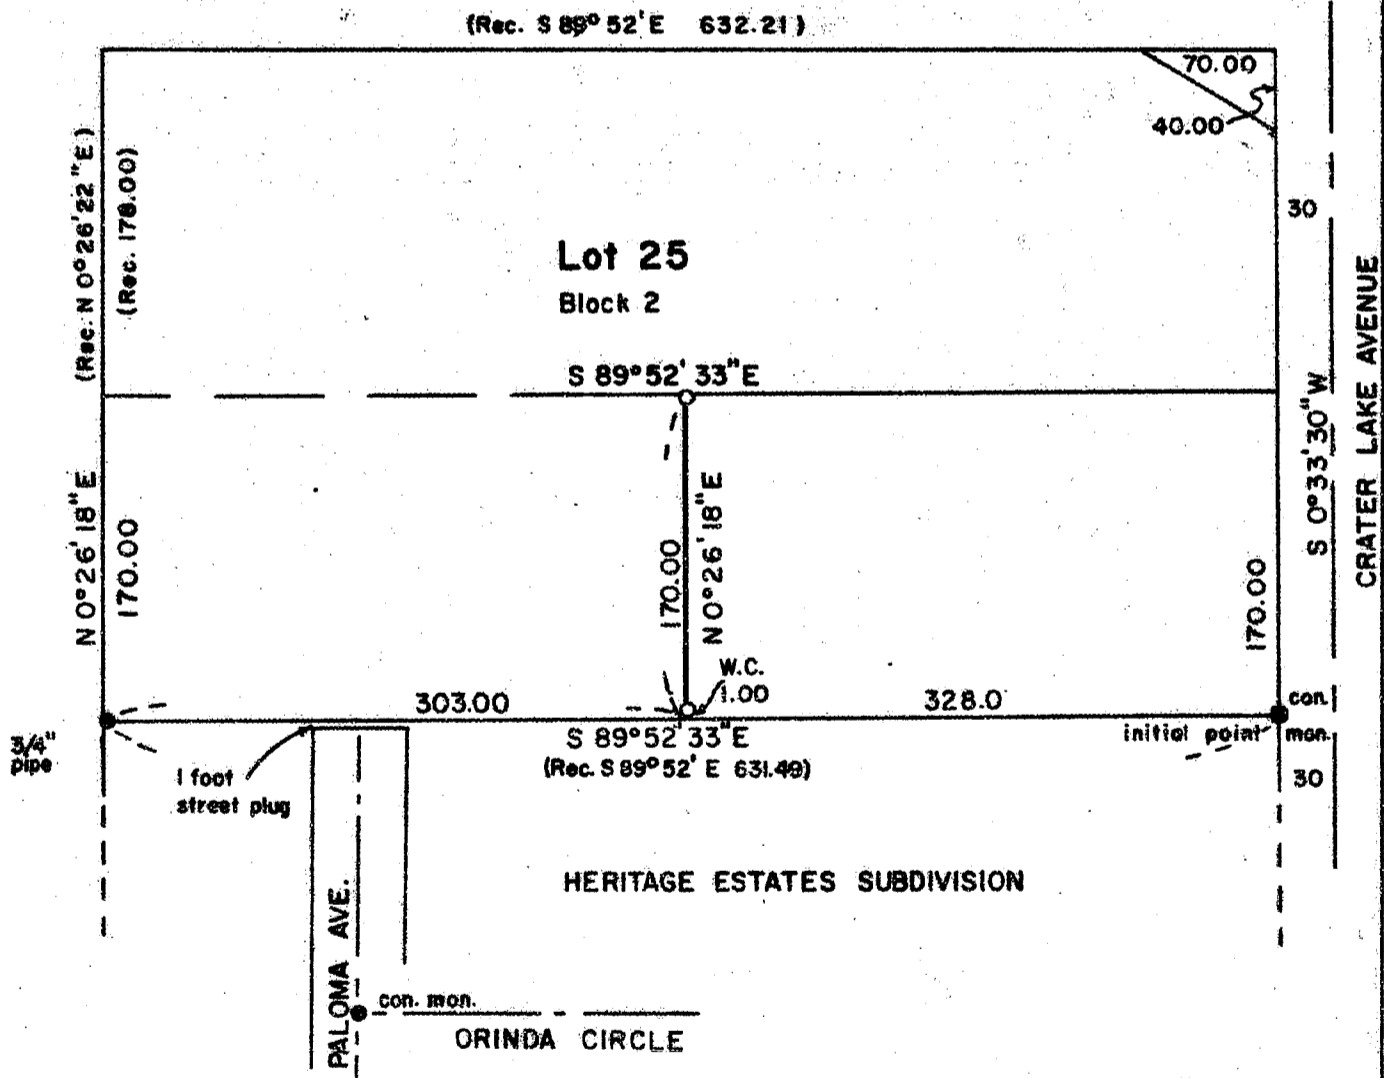 (Rec. S 89° 52' E 632.21)
70.00
40.00
(Rec. N 0° 26' 22" E)
(Rec. 178.00)
30
Lot 25
Block 2
CRATER LAKE AVENUE
S 89° 52' 33" E
S 0° 33' 30" W
N 0° 26' 18" E
170.00
170.00
N 0° 26' 18" E
170.00
W.C.
1.00
303.00
328.0
con.
mon.
initial point
S 89° 52' 33" E
(Rec. S 89° 52' E 631.49)
3/4"
pipe
1 foot
street plug
30
HERITAGE ESTATES SUBDIVISION
PALOMA AVE.
con. mon.
ORINDA CIRCLE